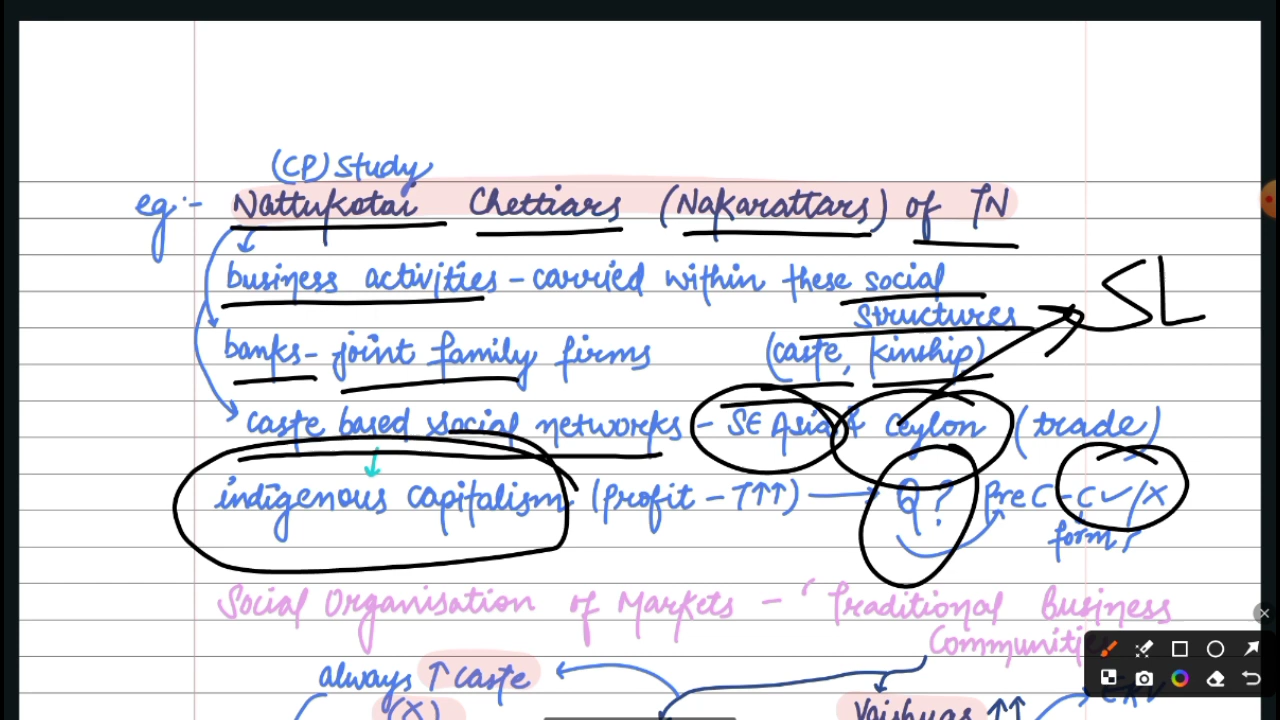 (CP) Study
eg:- Nattukotai Chettiars (Nakarattars) of TN
business activities - carried within these social
structures
banks - joint family firms (caste, kinship)
SL
caste based social networks - SE Asia & Ceylon (trade)
indigenous capitalism (profit - T↑↑↑) → Q? Pre C - C ✓/X
form
Social Organisation of Markets - 'Traditional Business
Communities
always ↑ caste
(X)
Vaishyas ↑↑